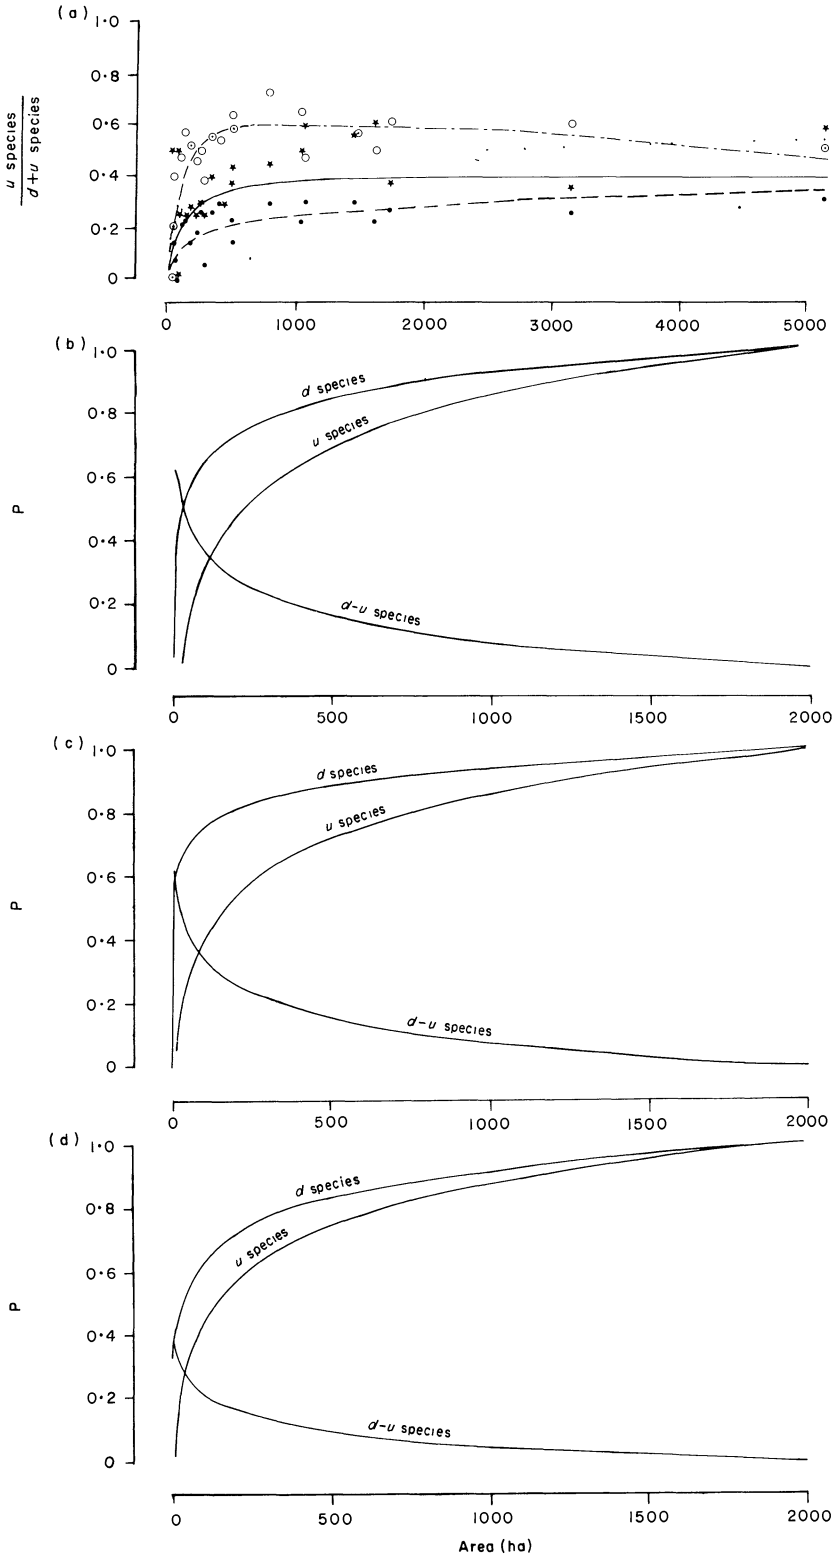 (a)
1·0
0·8
0·6
0·4
0·2
0
u species
d+u species
0 1000 2000 3000 4000 5000
(b)
1·0
0·8
0·6
0·4
0·2
0
P
d species
u species
d-u species
0 500 1000 1500 2000
(c)
1·0
0·8
0·6
0·4
0·2
0
P
d species
u species
d-u species
0 500 1000 1500 2000
(d)
1·0
0·8
0·6
0·4
0·2
0
P
d species
u species
d-u species
0 500 1000 1500 2000
Area (ha)